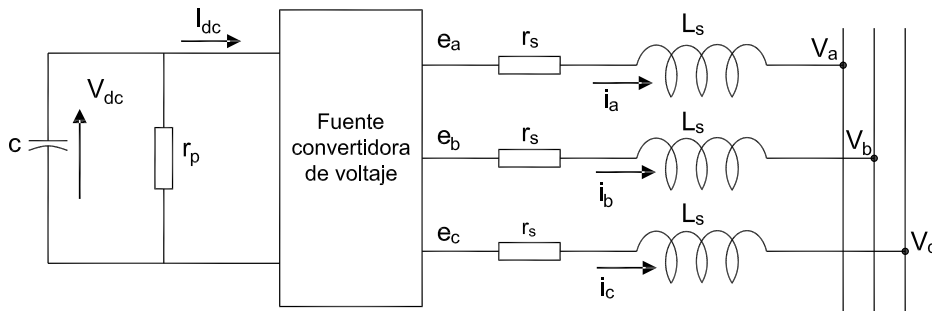 I_dc
V_dc
c
r_p
Fuente
convertidora
de voltaje
e_a
r_s
L_s
V_a
i_a
e_b
r_s
L_s
V_b
i_b
e_c
r_s
L_s
V_c
i_c